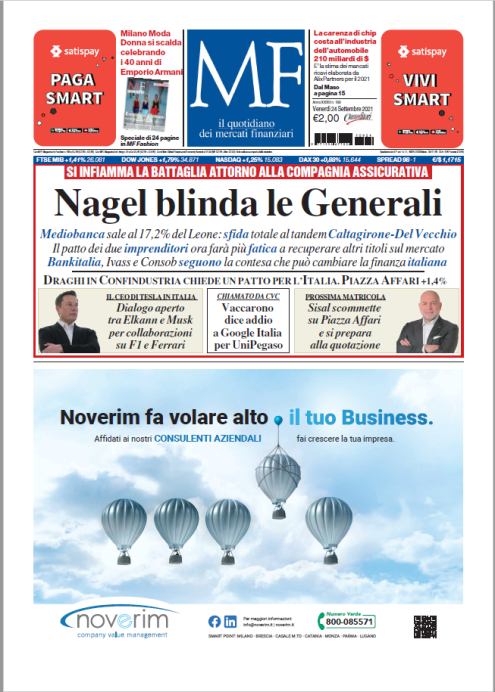 satispay
PAGA
SMART
Milano Moda
Donna si scalda
celebrando
i 40 anni di
Emporio Armani
Speciale di 24 pagine
in MF Fashion
MF
il quotidiano
dei mercati finanziari
La carenza di chip
costa all'industria
dell'automobile
210 miliardi di $
E' la stima dei mancati
ricavi elaborata da
AlixPartners per il 2021
Dal Maso
a pagina 15
Venerdì 24 Settembre 2021
€2,00 Classeditori
satispay
VIVI
SMART
FTSE MIB +1,41% 26.081 DOW JONES +1,79% 34.871 NASDAQ +1,25% 15.083 DAX 30 +0,88% 15.644 SPREAD 98 -1 €/$ 1,1715
SI INFIAMMA LA BATTAGLIA ATTORNO ALLA COMPAGNIA ASSICURATIVA
Nagel blinda le Generali
Mediobanca sale al 17,2% del Leone: sfida totale al tandem Caltagirone-Del Vecchio
Il patto dei due imprenditori ora farà più fatica a recuperare altri titoli sul mercato
Bankitalia, Ivass e Consob seguono la contesa che può cambiare la finanza italiana
DRAGHI IN CONFINDUSTRIA CHIEDE UN PATTO PER L'ITALIA. PIAZZA AFFARI +1,4%
IL CEO DI TESLA IN ITALIA
Dialogo aperto
tra Elkann e Musk
per collaborazioni
su F1 e Ferrari
CHIAMATO DA CVC
Vaccarono
dice addio
a Google Italia
per UniPegaso
PROSSIMA MATRICOLA
Sisal scommette
su Piazza Affari
e si prepara
alla quotazione
Noverim fa volare alto il tuo Business.
Affidati ai nostri CONSULENTI AZIENDALI fai crescere la tua impresa.
noverim
company value management
Per maggiori informazioni:
info@noverim.it | noverim.it
Numero Verde
800-085571
SMART POINT: MILANO - BRESCIA - CASALE M.TO - CATANIA - MONZA - PARMA - LUGANO